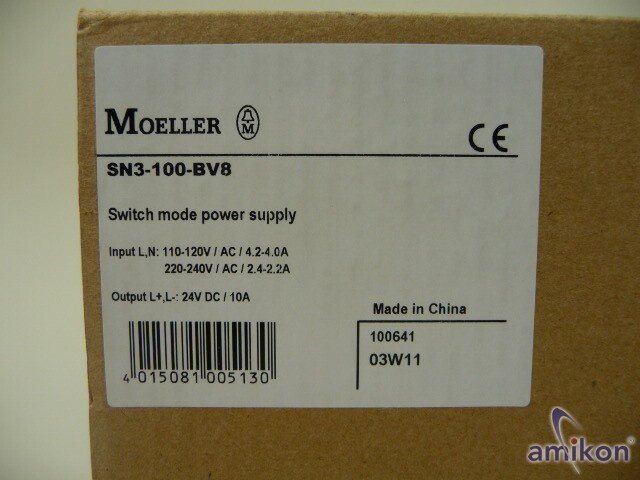 MOELLER
M
CE
SN3-100-BV8
Switch mode power supply
Input L,N: 110-120V / AC / 4.2-4.0A
220-240V / AC / 2.4-2.2A
Output L+,L-: 24V DC / 10A
4 015081 005130
Made in China
100641
03W11
amikon